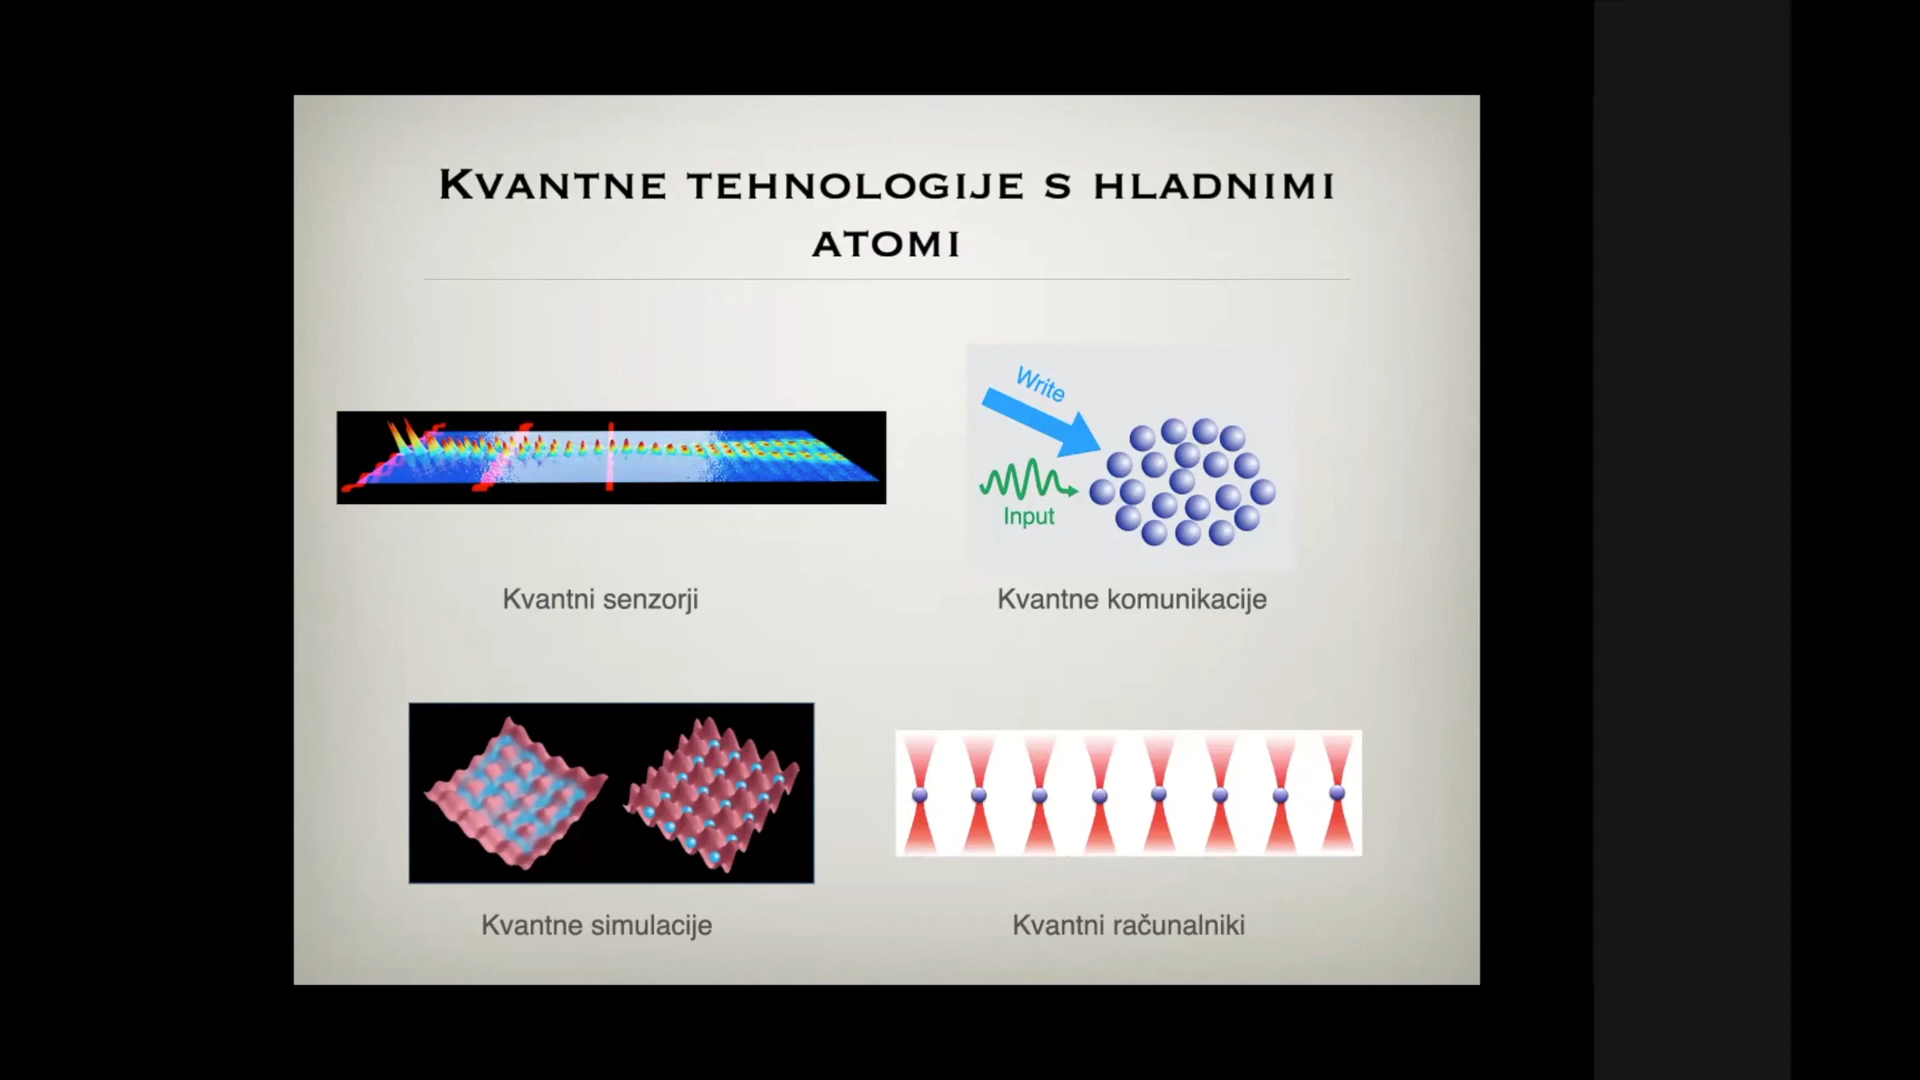 Kvantne tehnologije s hladnimi
atomi
Write
Input
Kvantni senzorji
Kvantne komunikacije
Kvantne simulacije
Kvantni računalniki